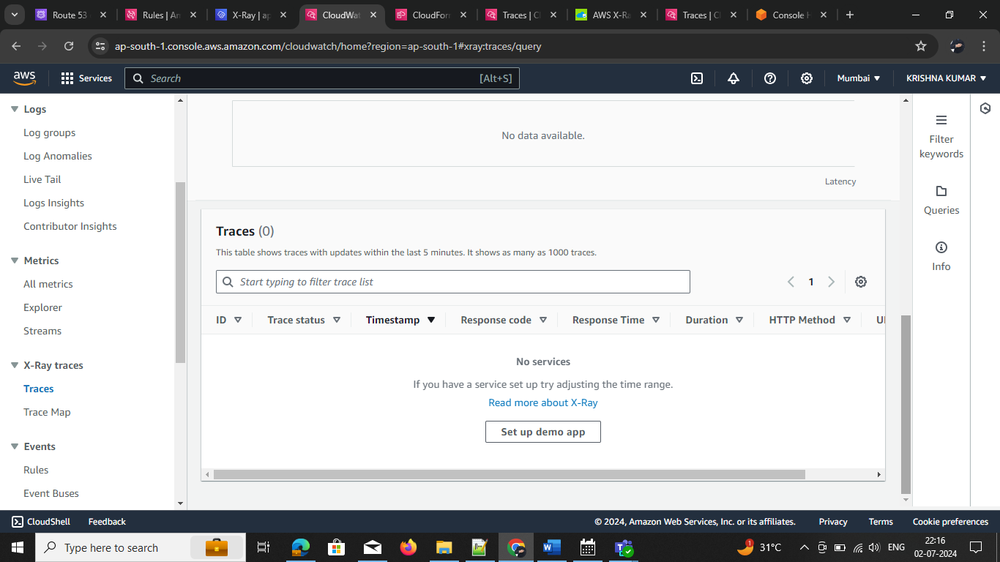 Route 53
Rules | An
X-Ray | ap
CloudWat
CloudForm
Traces | Cl
AWS X-Ra
Traces | Cl
Console H
ap-south-1.console.aws.amazon.com/cloudwatch/home?region=ap-south-1#xray:traces/query
aws
Services
Search
[Alt+S]
Mumbai
KRISHNA KUMAR
Logs
Log groups
Log Anomalies
Live Tail
Logs Insights
Contributor Insights
Metrics
All metrics
Explorer
Streams
X-Ray traces
Traces
Trace Map
Events
Rules
Event Buses
No data available.
Latency
Traces (0)
This table shows traces with updates within the last 5 minutes. It shows as many as 1000 traces.
Start typing to filter trace list
1
ID
Trace status
Timestamp
Response code
Response Time
Duration
HTTP Method
No services
If you have a service set up try adjusting the time range.
Read more about X-Ray
Set up demo app
Filter
keywords
Queries
Info
CloudShell
Feedback
© 2024, Amazon Web Services, Inc. or its affiliates.
Privacy
Terms
Cookie preferences
Type here to search
31°C
ENG
22:16
02-07-2024